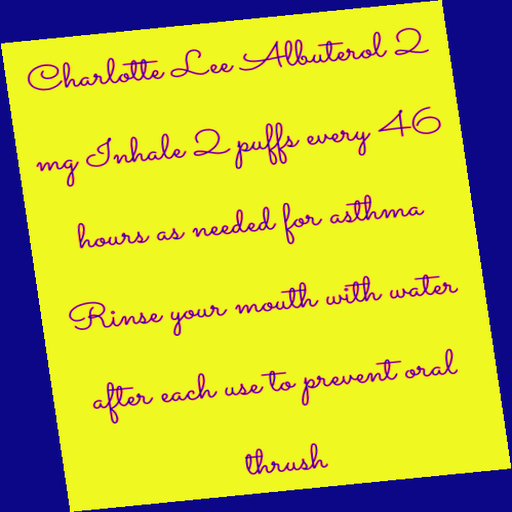 Charlotte Lee Albuterol 2
mg Inhale 2 puffs every 46
hours as needed for asthma
Rinse your mouth with water
after each use to prevent oral
thrush